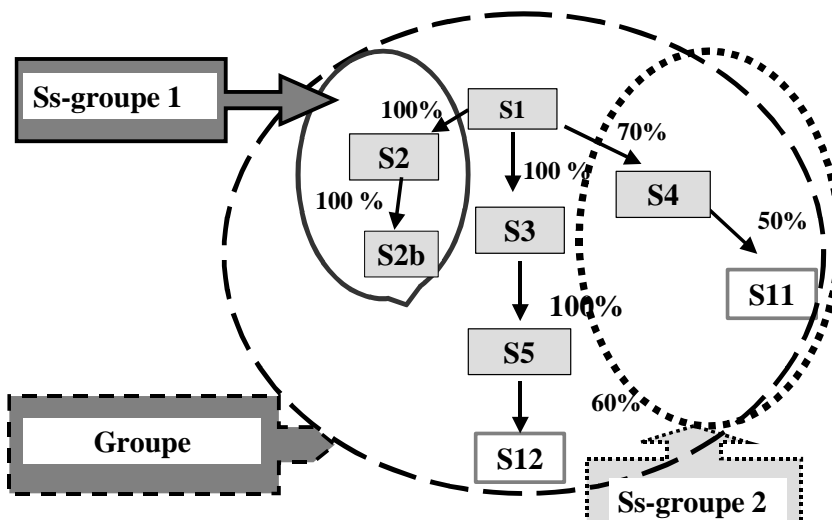 Ss-groupe 1
100%
S1
70%
S2
100 %
100 %
S4
S3
50%
S2b
S11
100%
S5
60%
Groupe
S12
Ss-groupe 2